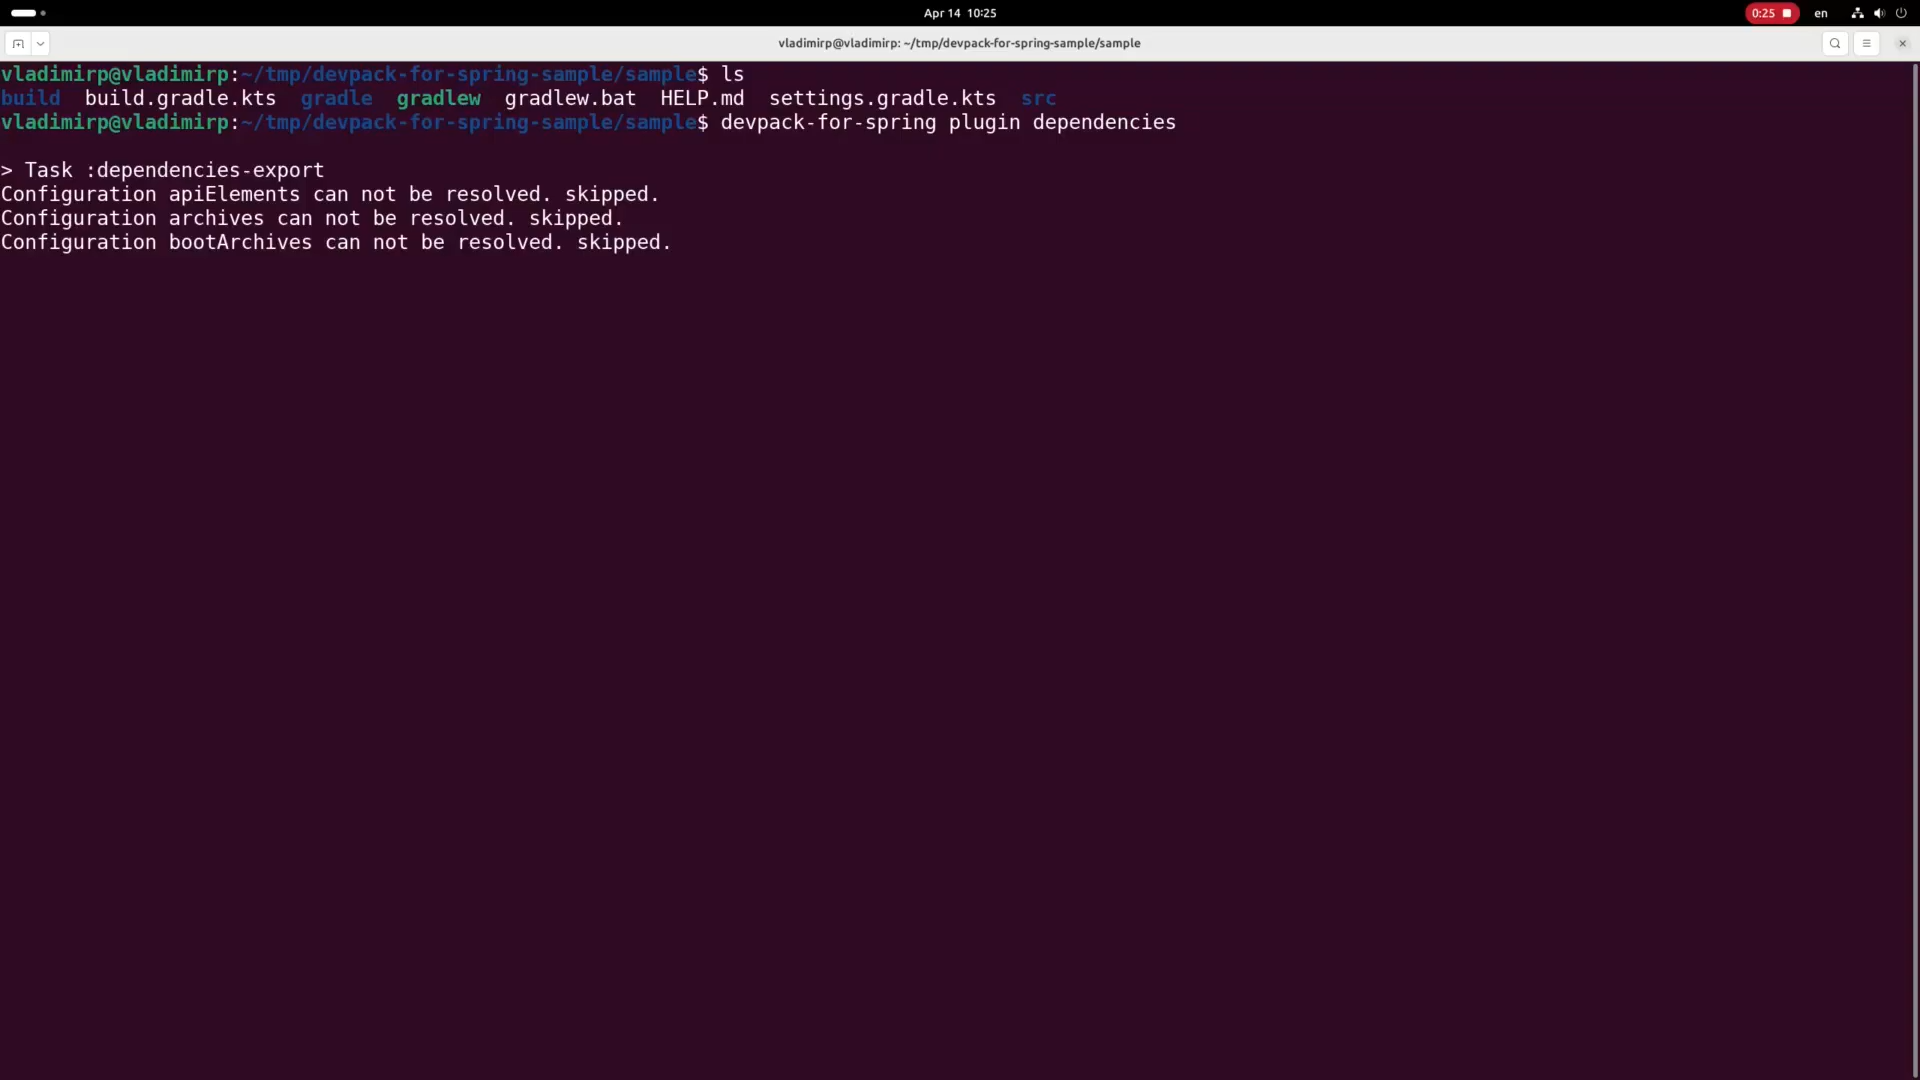 Apr 14 10:25
0:25
en
vladimirp@vladimirp: ~/tmp/devpack-for-spring-sample/sample
vladimirp@vladimirp:~/tmp/devpack-for-spring-sample/sample$ ls
build build.gradle.kts gradle gradlew gradlew.bat HELP.md settings.gradle.kts src
vladimirp@vladimirp:~/tmp/devpack-for-spring-sample/sample$ devpack-for-spring plugin dependencies
> Task :dependencies-export
Configuration apiElements can not be resolved. skipped.
Configuration archives can not be resolved. skipped.
Configuration bootArchives can not be resolved. skipped.